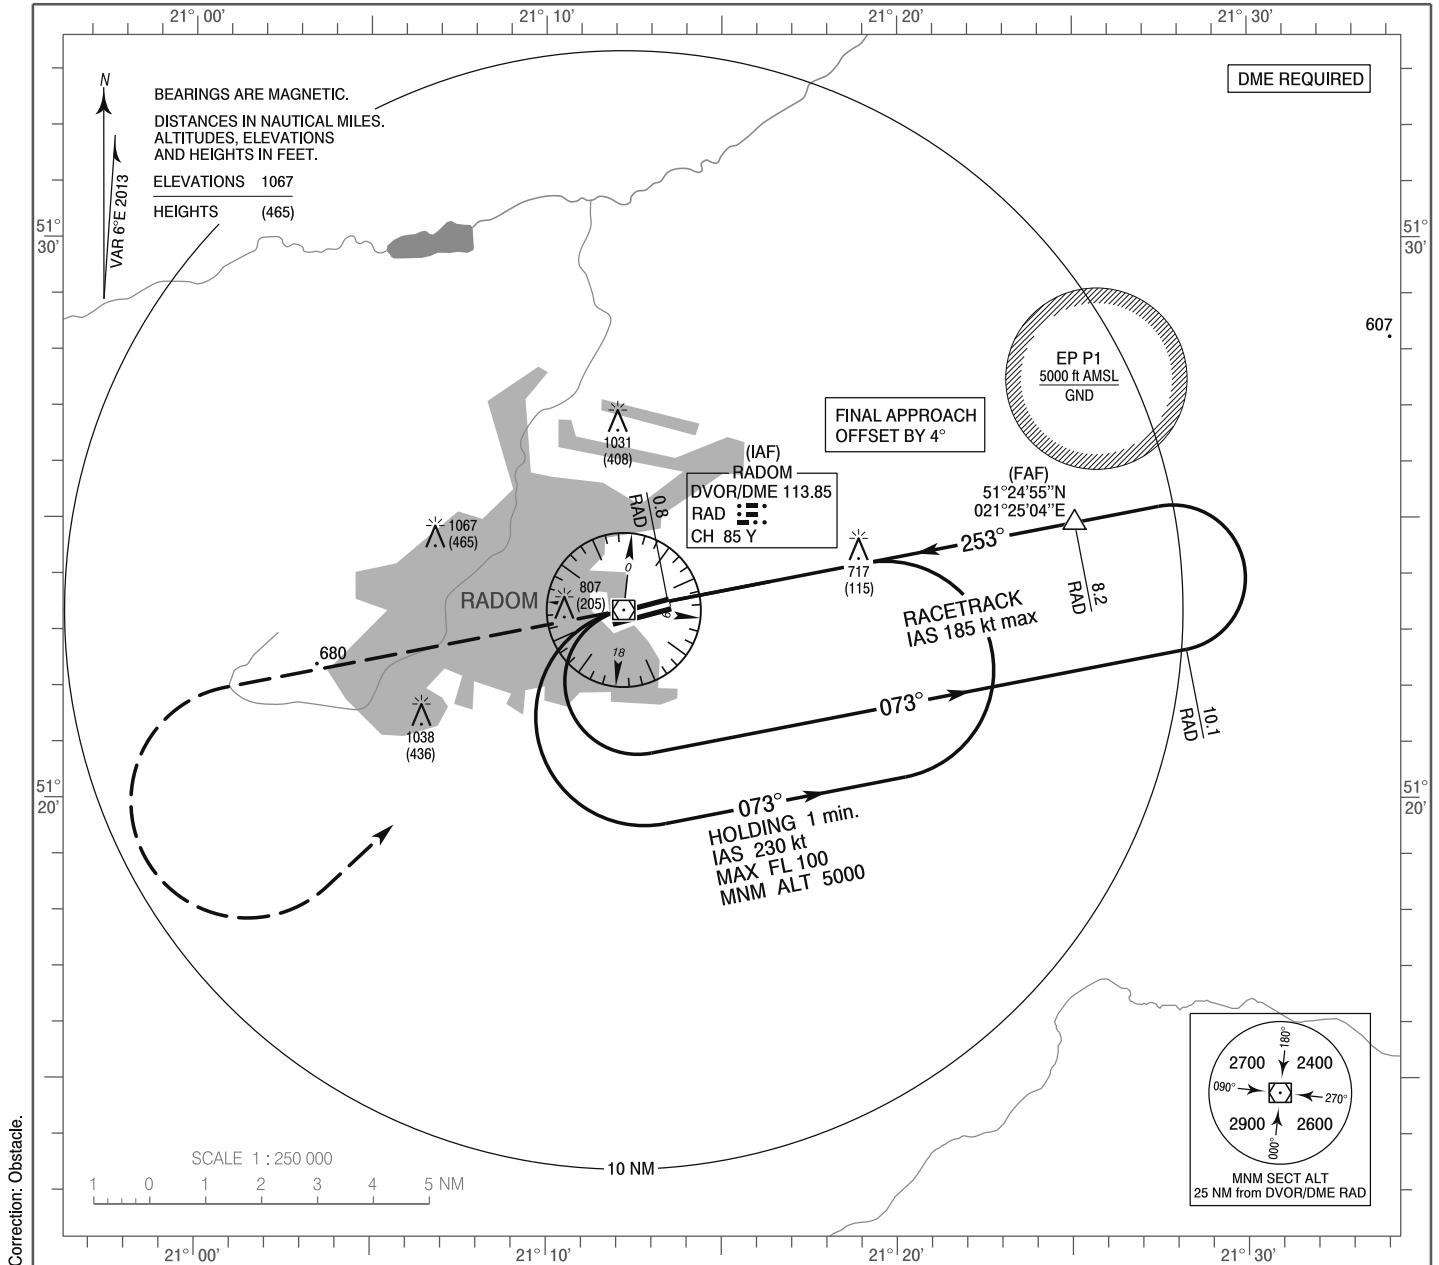 21° 00'
21° 10'
21° 20'
21° 30'
N
VAR 6°E 2013
BEARINGS ARE MAGNETIC.
DISTANCES IN NAUTICAL MILES.
ALTITUDES, ELEVATIONS
AND HEIGHTS IN FEET.
ELEVATIONS 1067
HEIGHTS (465)
DME REQUIRED
51°
30'
51°
30'
607
EP P1
5000 ft AMSL
GND
FINAL APPROACH
OFFSET BY 4°
1031
(408)
(IAF)
RADOM
DVOR/DME 113.85
RAD
CH 85 Y
0.8
RAD
(FAF)
51°24'55"N
021°25'04"E
1067
(465)
253°
717
(115)
8.2
RAD
RADOM
807
(205)
0
9
18
RACETRACK
IAS 185 kt max
680
073°
10.1
RAD
1038
(436)
51°
20'
51°
20'
073°
HOLDING 1 min.
IAS 230 kt
MAX FL 100
MNM ALT 5000
180°
2700 2400
090°
270°
2900 2600
000°
MNM SECT ALT
25 NM from DVOR/DME RAD
10 NM
SCALE 1 : 250 000
1 0 1 2 3 4 5 NM
Correction: Obstacle.
21° 00'
21° 10'
21° 20'
21° 30'